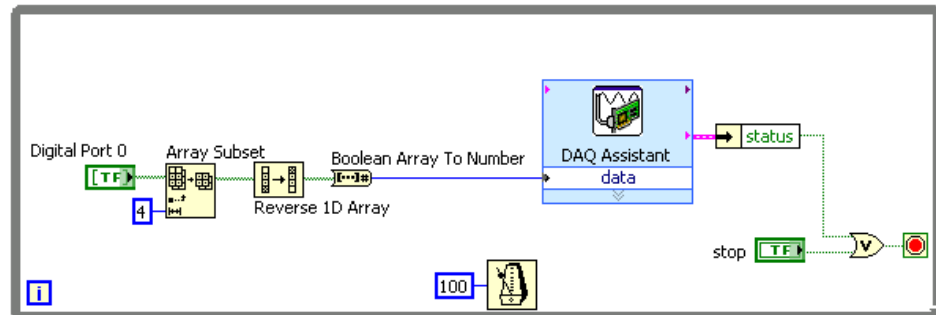 Digital Port 0
TF
Array Subset
4
Reverse 1D Array
Boolean Array To Number
DAQ Assistant
data
status
stop
TF
V
100
i